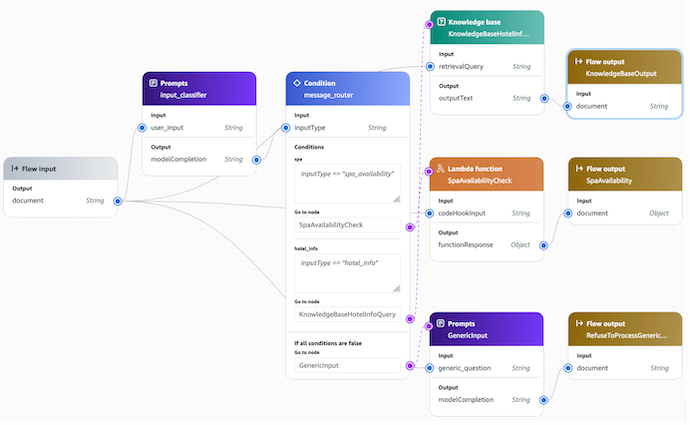 Flow input
Output
document String
Prompts
input_classifier
Input
user_input String
Output
modelCompletion String
Condition
message_router
Input
inputType String
Conditions
spa
inputType == "spa_availability"
Go to node
SpaAvailabilityCheck
hotel_info
inputType == "hotel_info"
Go to node
KnowledgeBaseHotelInfoQuery
If all conditions are false
Go to node
GenericInput
Knowledge base
KnowledgeBaseHotelInf...
Input
retrievalQuery String
Output
outputText String
Flow output
KnowledgeBaseOutput
Input
document String
Lambda function
SpaAvailabilityCheck
Input
codeHookInput String
Output
functionResponse Object
Flow output
SpaAvailability
Input
document Object
Prompts
GenericInput
Input
generic_question String
Output
modelCompletion String
Flow output
RefuseToProcessGeneric...
Input
document String